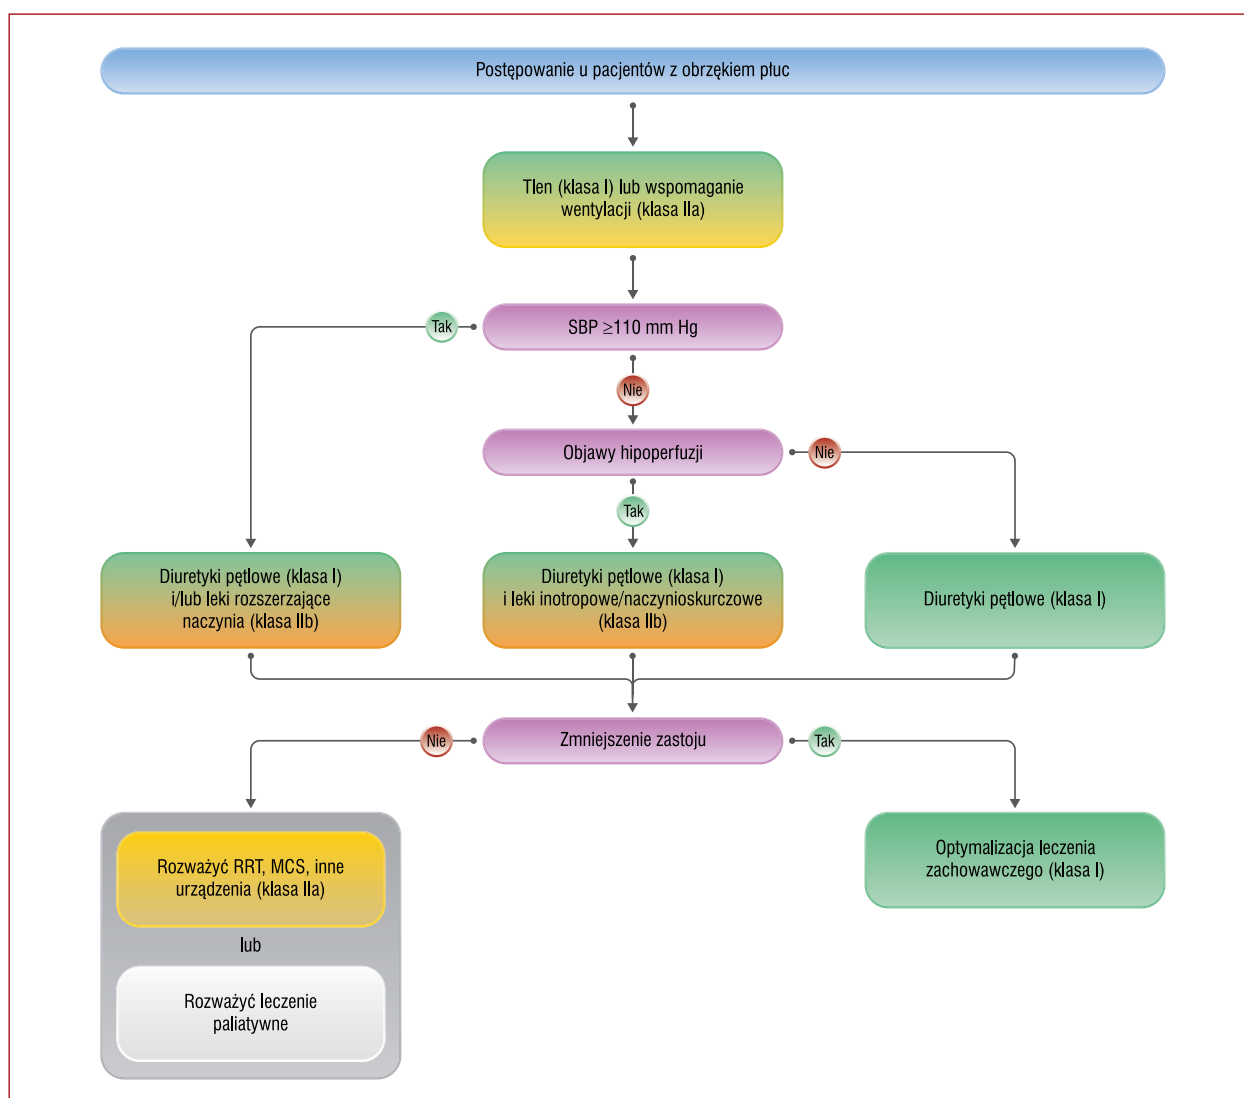 Postępowanie u pacjentów z obrzękiem płuc
Tlen (klasa I) lub wspomaganie
wentylacji (klasa IIa)
SBP ≥110 mm Hg
Tak
Nie
Objawy hipoperfuzji
Nie
Tak
Diuretyki pętlowe (klasa I)
i/lub leki rozszerzające
naczynia (klasa IIb)
Diuretyki pętlowe (klasa I)
i leki inotropowe/naczynioskurczowe
(klasa IIb)
Diuretyki pętlowe (klasa I)
Zmniejszenie zastoju
Nie
Tak
Rozważyć RRT, MCS, inne
urządzenia (klasa IIa)
lub
Rozważyć leczenie
paliatywne
Optymalizacja leczenia
zachowawczego (klasa I)